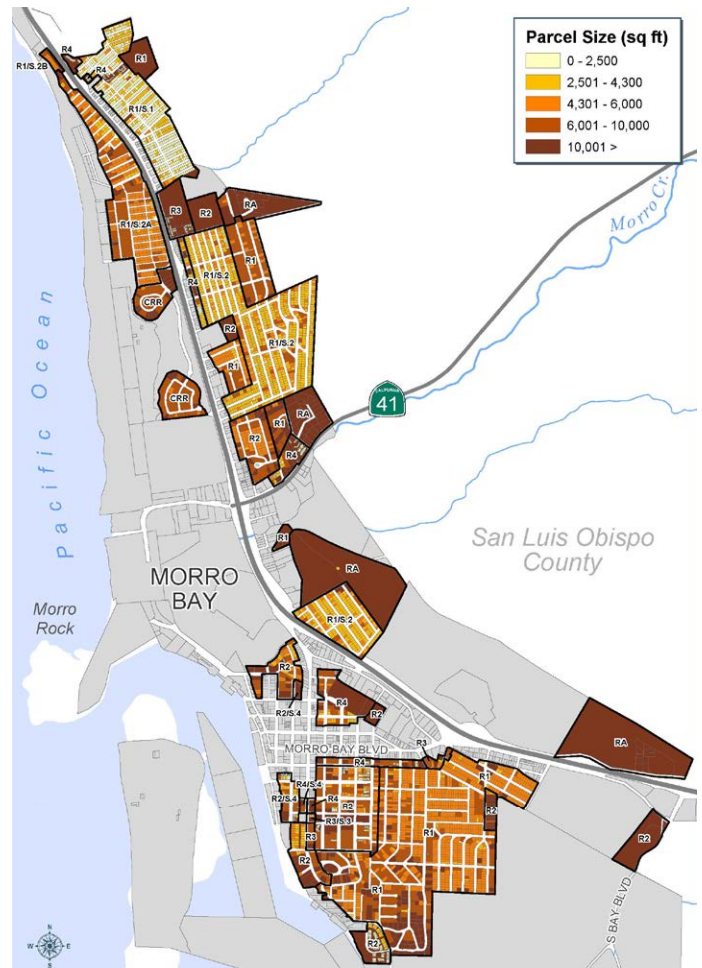 Parcel Size (sq ft)
0 - 2,500
2,501 - 4,300
4,301 - 6,000
6,001 - 10,000
10,001 >
R4
R1
R1/S.2B
R4
R1/S.1
Morro Cr.
R3
R2
RA
R1/S.2A
R1
R1/S.2
R4
CRR
R2
R1/S.2
R1
CRR
CALIFORNIA
41
RA
R1
R2
R4
Pacific Ocean
R1
San Luis Obispo
County
RA
MORRO
BAY
Morro
Rock
R1/S.2
R2
R4
R2/S.4
R2
RA
R3
MORRO BAY BLVD
R4
R1
R4/S.4
R2/S.4
R4
R2
R2
R3/S.3
R1
R3
R2
R2
R1
S BAY BLVD
R2
N
W
E
S